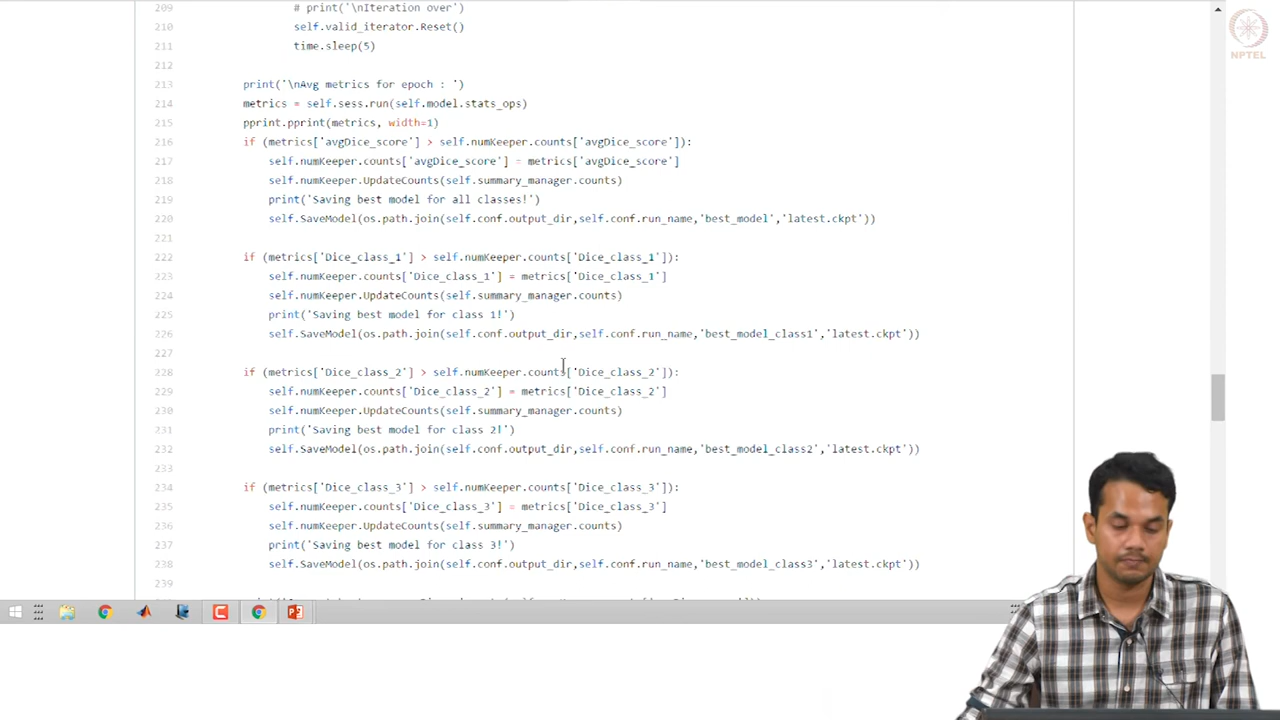 209 # print('\nIteration over')
210 self.valid_iterator.Reset()
211 time.sleep(5)
212
213 print('\nAvg metrics for epoch : ')
214 metrics = self.sess.run(self.model.stats_ops)
215 pprint.pprint(metrics, width=1)
216 if (metrics['avgDice_score'] > self.numKeeper.counts['avgDice_score']):
217 self.numKeeper.counts['avgDice_score'] = metrics['avgDice_score']
218 self.numKeeper.UpdateCounts(self.summary_manager.counts)
219 print('Saving best model for all classes!')
220 self.SaveModel(os.path.join(self.conf.output_dir,self.conf.run_name,'best_model','latest.ckpt'))
221
222 if (metrics['Dice_class_1'] > self.numKeeper.counts['Dice_class_1']):
223 self.numKeeper.counts['Dice_class_1'] = metrics['Dice_class_1']
224 self.numKeeper.UpdateCounts(self.summary_manager.counts)
225 print('Saving best model for class 1!')
226 self.SaveModel(os.path.join(self.conf.output_dir,self.conf.run_name,'best_model_class1','latest.ckpt'))
227
228 if (metrics['Dice_class_2'] > self.numKeeper.counts['Dice_class_2']):
229 self.numKeeper.counts['Dice_class_2'] = metrics['Dice_class_2']
230 self.numKeeper.UpdateCounts(self.summary_manager.counts)
231 print('Saving best model for class 2!')
232 self.SaveModel(os.path.join(self.conf.output_dir,self.conf.run_name,'best_model_class2','latest.ckpt'))
233
234 if (metrics['Dice_class_3'] > self.numKeeper.counts['Dice_class_3']):
235 self.numKeeper.counts['Dice_class_3'] = metrics['Dice_class_3']
236 self.numKeeper.UpdateCounts(self.summary_manager.counts)
237 print('Saving best model for class 3!')
238 self.SaveModel(os.path.join(self.conf.output_dir,self.conf.run_name,'best_model_class3','latest.ckpt'))
239
NPTEL